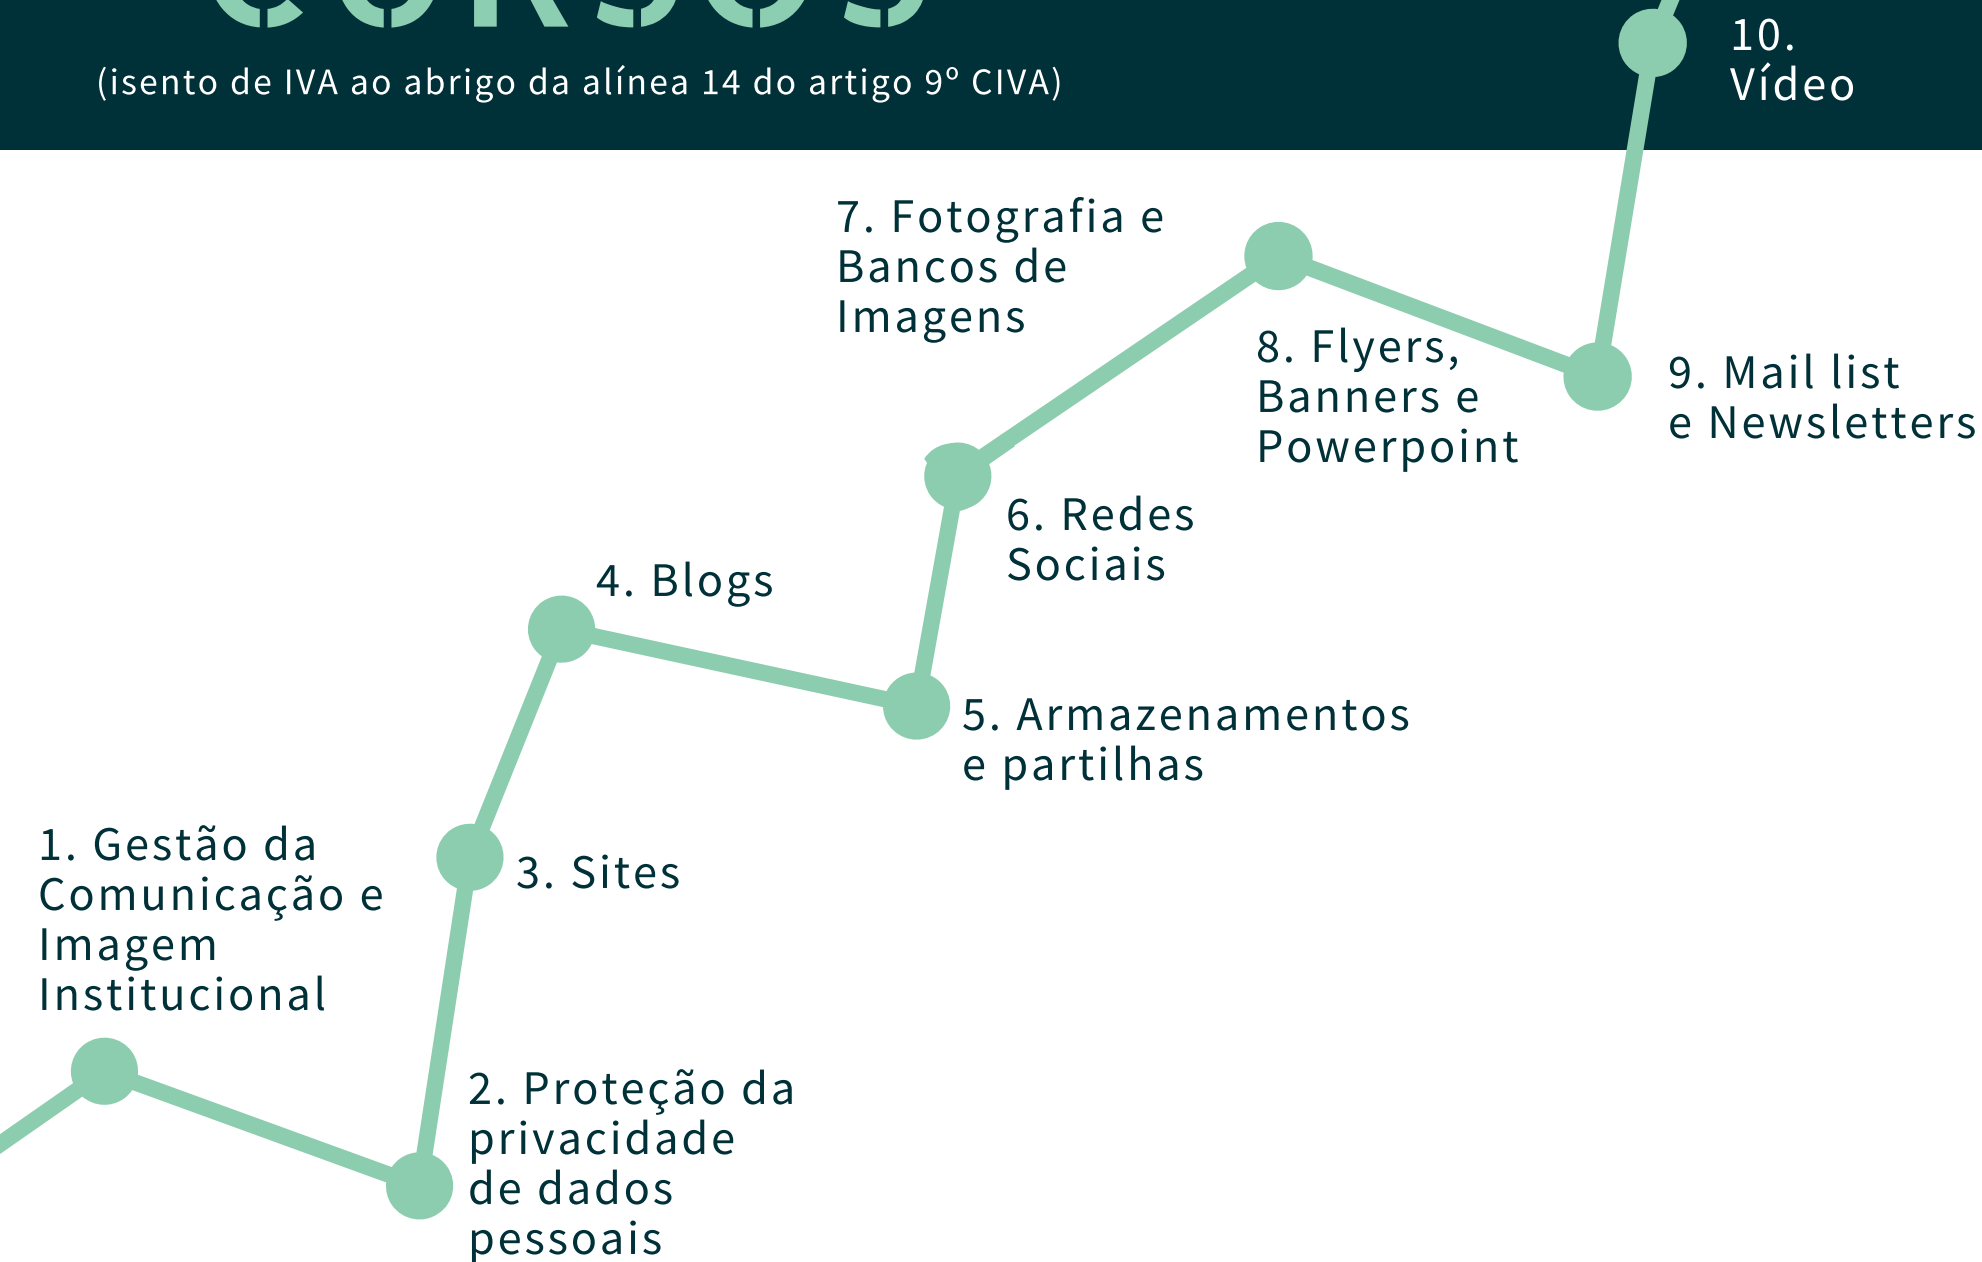 CURSOS
(isento de IVA ao abrigo da alínea 14 do artigo 9º CIVA)
10.
Vídeo
7. Fotografia e
Bancos de
Imagens
8. Flyers,
Banners e
Powerpoint
9. Mail list
e Newsletters
6. Redes
Sociais
4. Blogs
5. Armazenamentos
e partilhas
1. Gestão da
Comunicação e
Imagem
Institucional
3. Sites
2. Proteção da
privacidade
de dados
pessoais